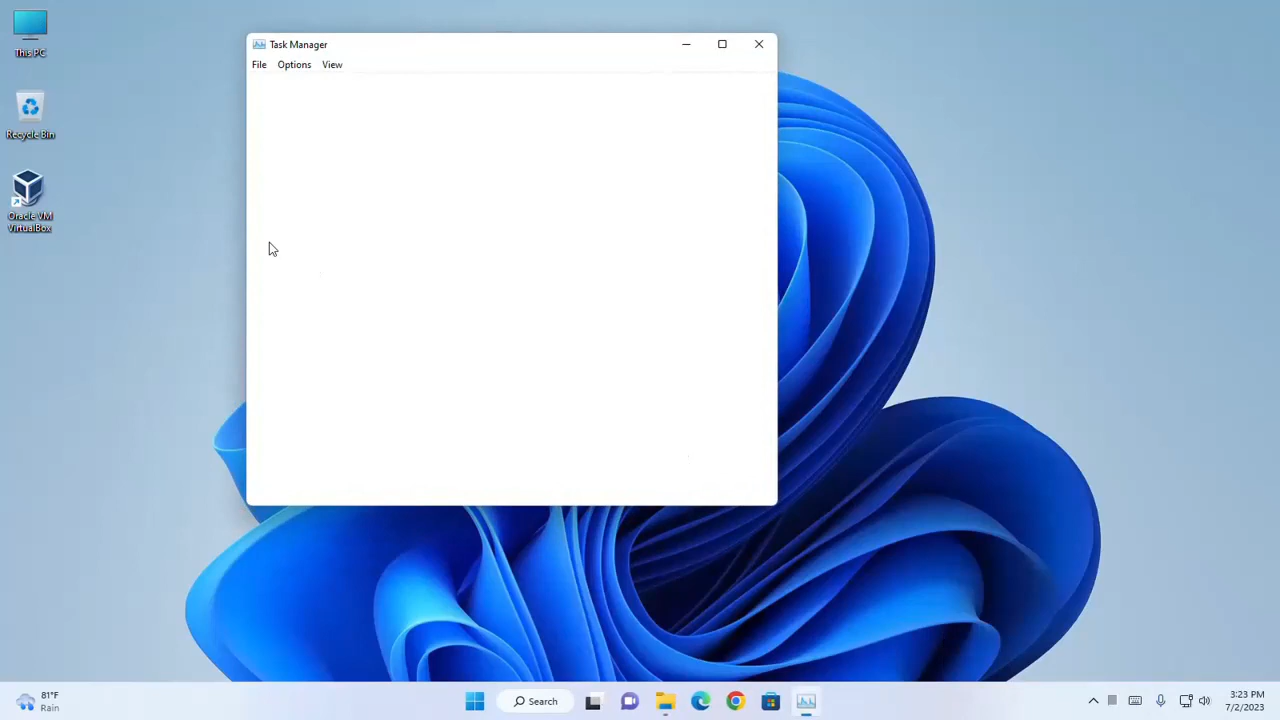 This PC
Recycle Bin
Oracle VM
VirtualBox
Task Manager
File Options View
81°F
Rain
Search
3:23 PM
7/2/2023